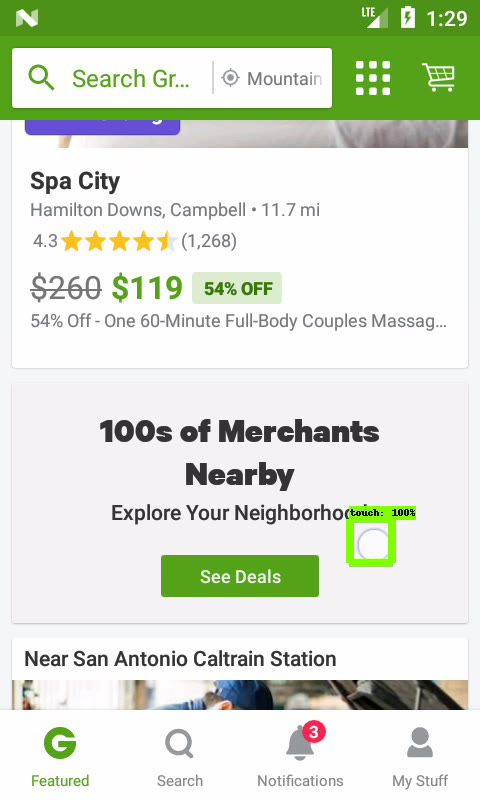 LTE 1:29
Search Gr... Mountain
Spa City
Hamilton Downs, Campbell • 11.7 mi
4.3 (1,268)
$260 $119 54% OFF
54% Off - One 60-Minute Full-Body Couples Massag...
100s of Merchants
Nearby
Explore Your Neighborhood
touch: 100%
See Deals
Near San Antonio Caltrain Station
3
G
Featured Search Notifications My Stuff